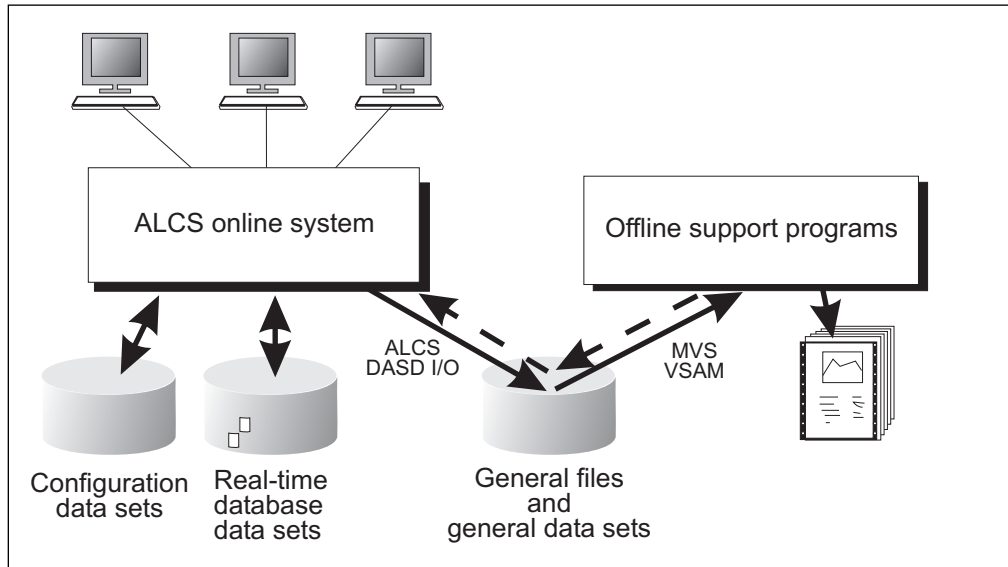 ALCS online system
Offline support programs
ALCS
DASD I/O
MVS
VSAM
Configuration
data sets
Real-time
database
data sets
General files
and
general data sets